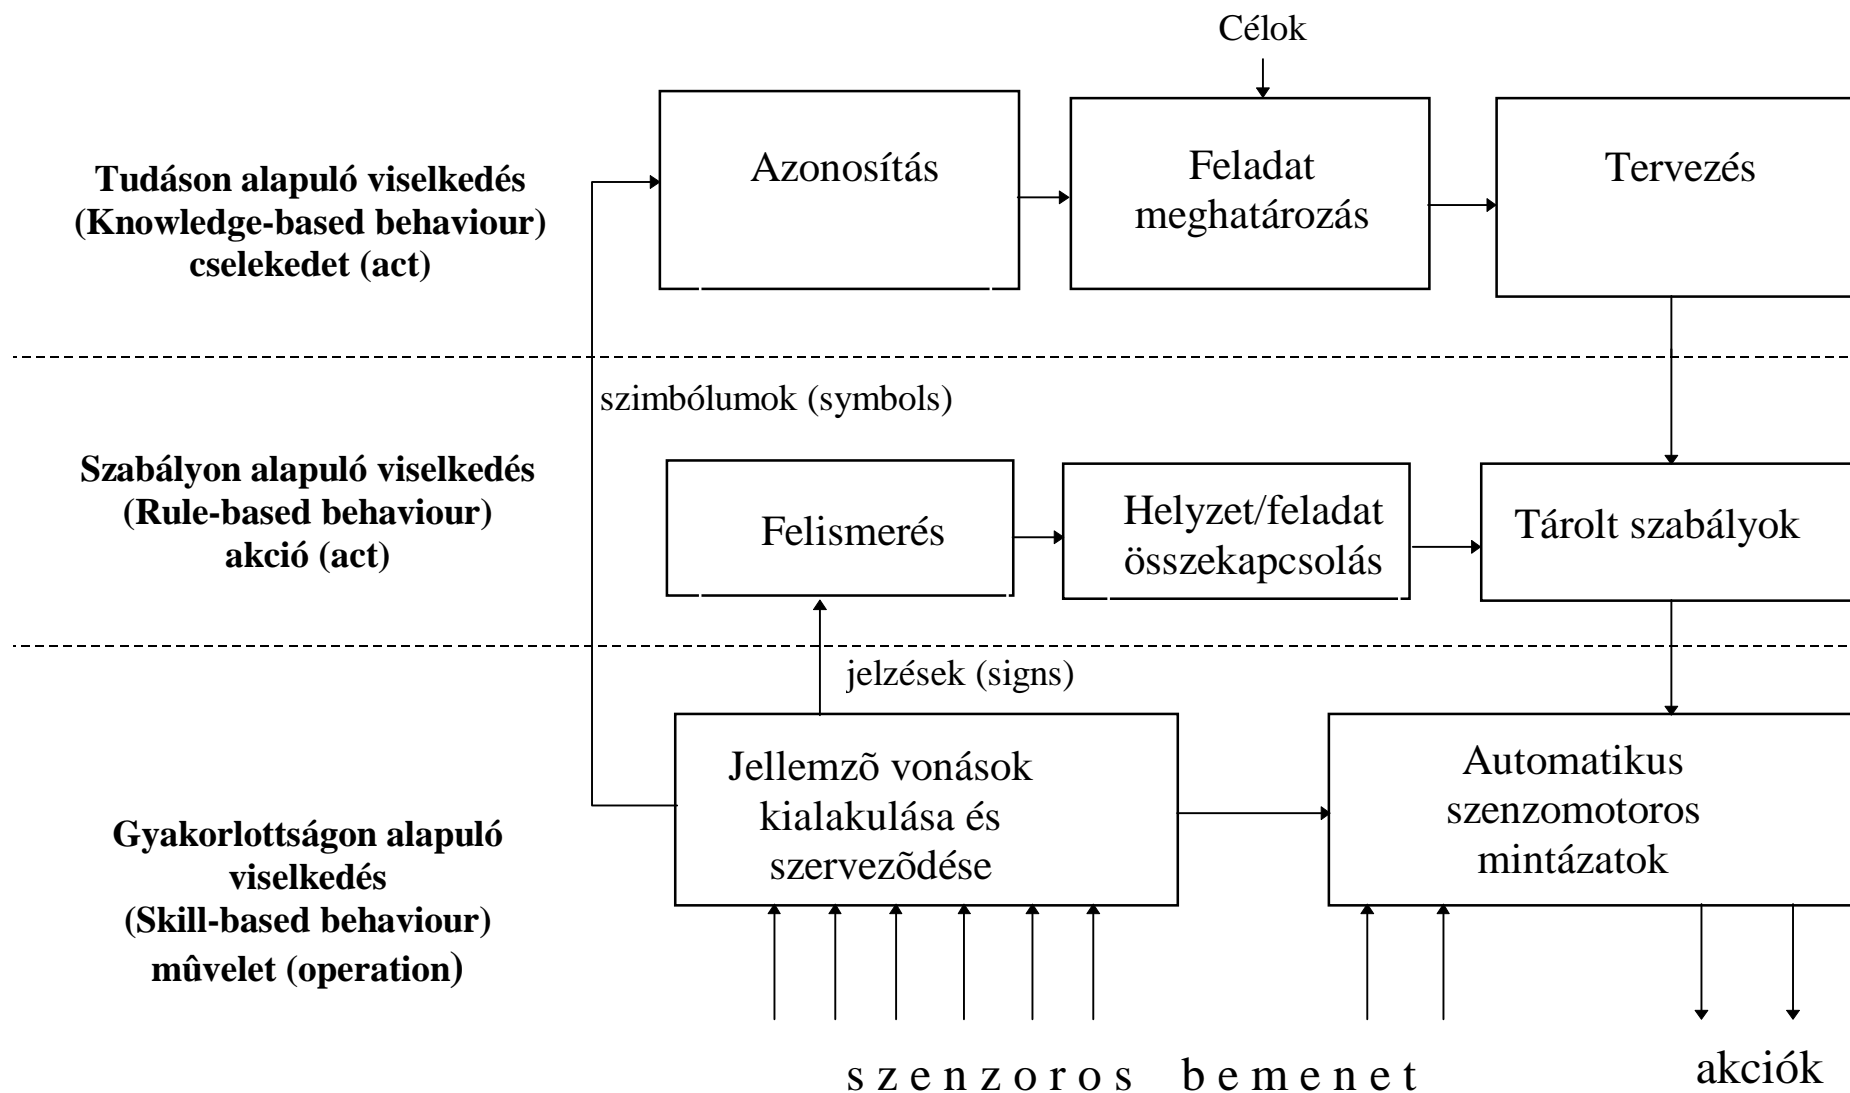 Célok
Tudáson alapuló viselkedés
(Knowledge-based behaviour)
cselekedet (act)
Azonosítás
Feladat
meghatározás
Tervezés
szimbólumok (symbols)
Szabályon alapuló viselkedés
(Rule-based behaviour)
akció (act)
Felismerés
Helyzet/feladat
összekapcsolás
Tárolt szabályok
jelzések (signs)
Gyakorlottságon alapuló
viselkedés
(Skill-based behaviour)
mûvelet (operation)
Jellemzõ vonások
kialakulása és
szervezõdése
Automatikus
szenzomotoros
mintázatok
szenzoros bemenet
akciók